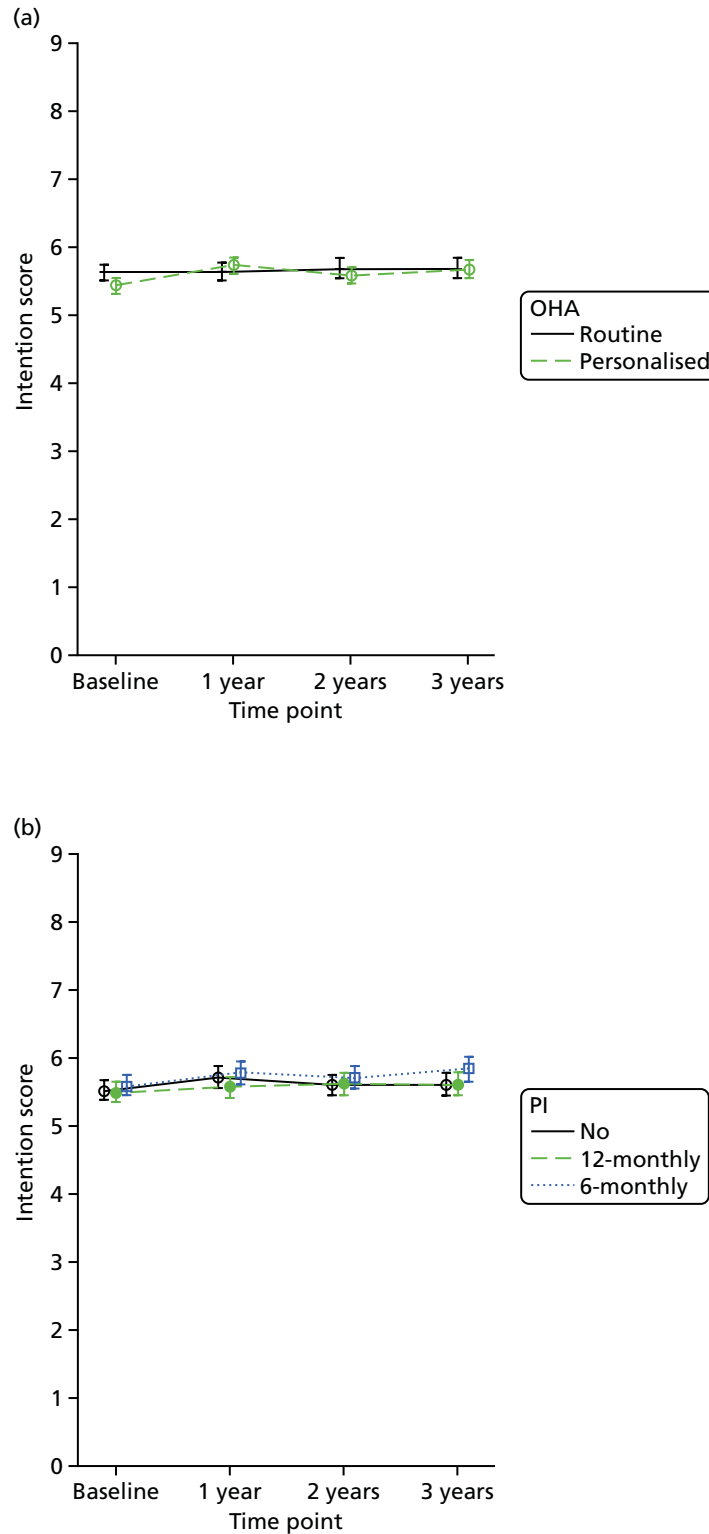 (a)
9
8
7
6
5
4
3
2
1
0
Intention score
Baseline 1 year 2 years 3 years
Time point
OHA
Routine
Personalised
(b)
9
8
7
6
5
4
3
2
1
0
Intention score
Baseline 1 year 2 years 3 years
Time point
PI
No
12-monthly
6-monthly